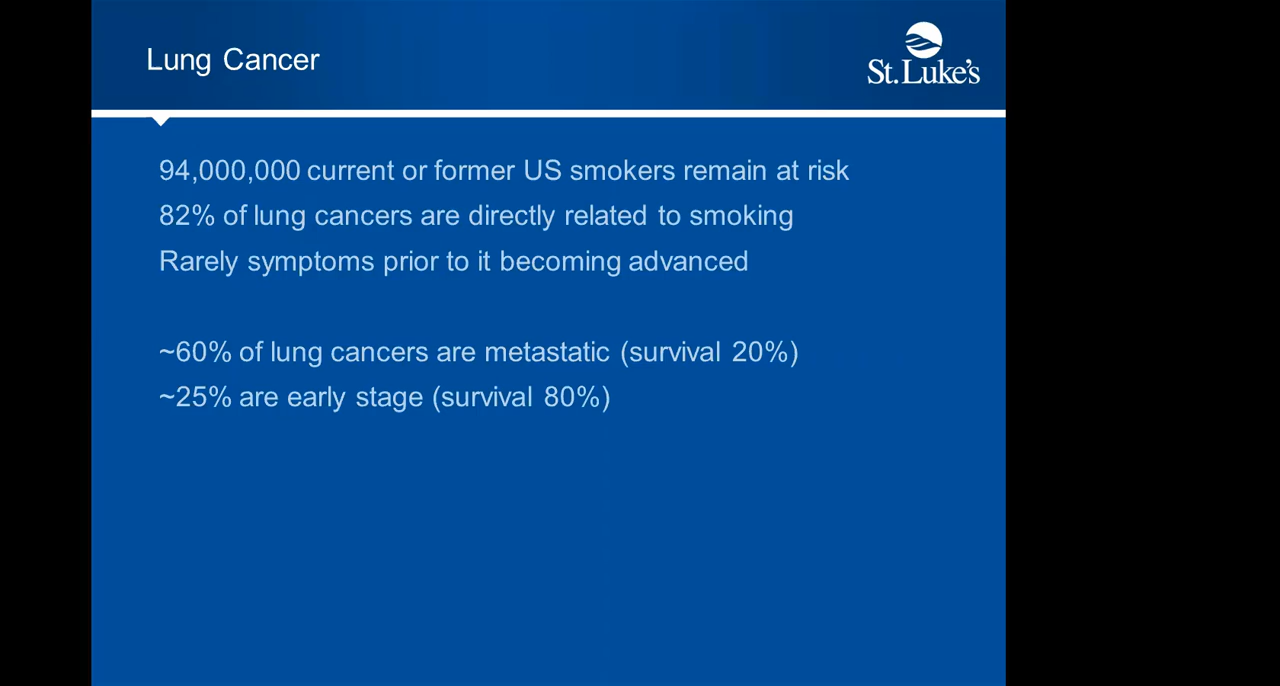 Lung Cancer
St. Luke's
94,000,000 current or former US smokers remain at risk
82% of lung cancers are directly related to smoking
Rarely symptoms prior to it becoming advanced
~60% of lung cancers are metastatic (survival 20%)
~25% are early stage (survival 80%)